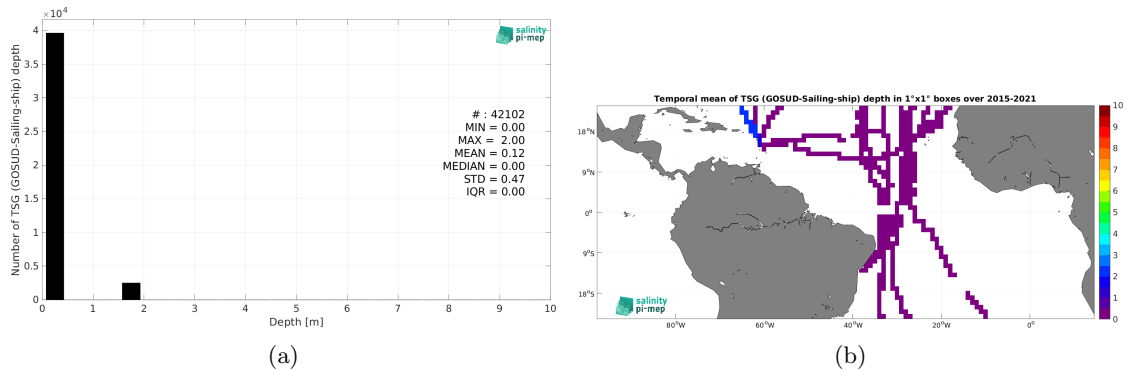 ×10⁴
4
3.5
3
2.5
2
1.5
1
0.5
0
Number of TSG (GOSUD-Sailing-ship) depth
salinity
pi-mep
# : 42102
MIN = 0.00
MAX = 2.00
MEAN = 0.12
MEDIAN = 0.00
STD = 0.47
IQR = 0.00
0 1 2 3 4 5 6 7 8 9 10
Depth [m]
(a)
Temporal mean of TSG (GOSUD-Sailing-ship) depth in 1°x1° boxes over 2015-2021
18°N
9°N
0°
9°S
18°S
salinity
pi-mep
80°W 60°W 40°W 20°W 0°
10
9
8
7
6
5
4
3
2
1
0
(b)